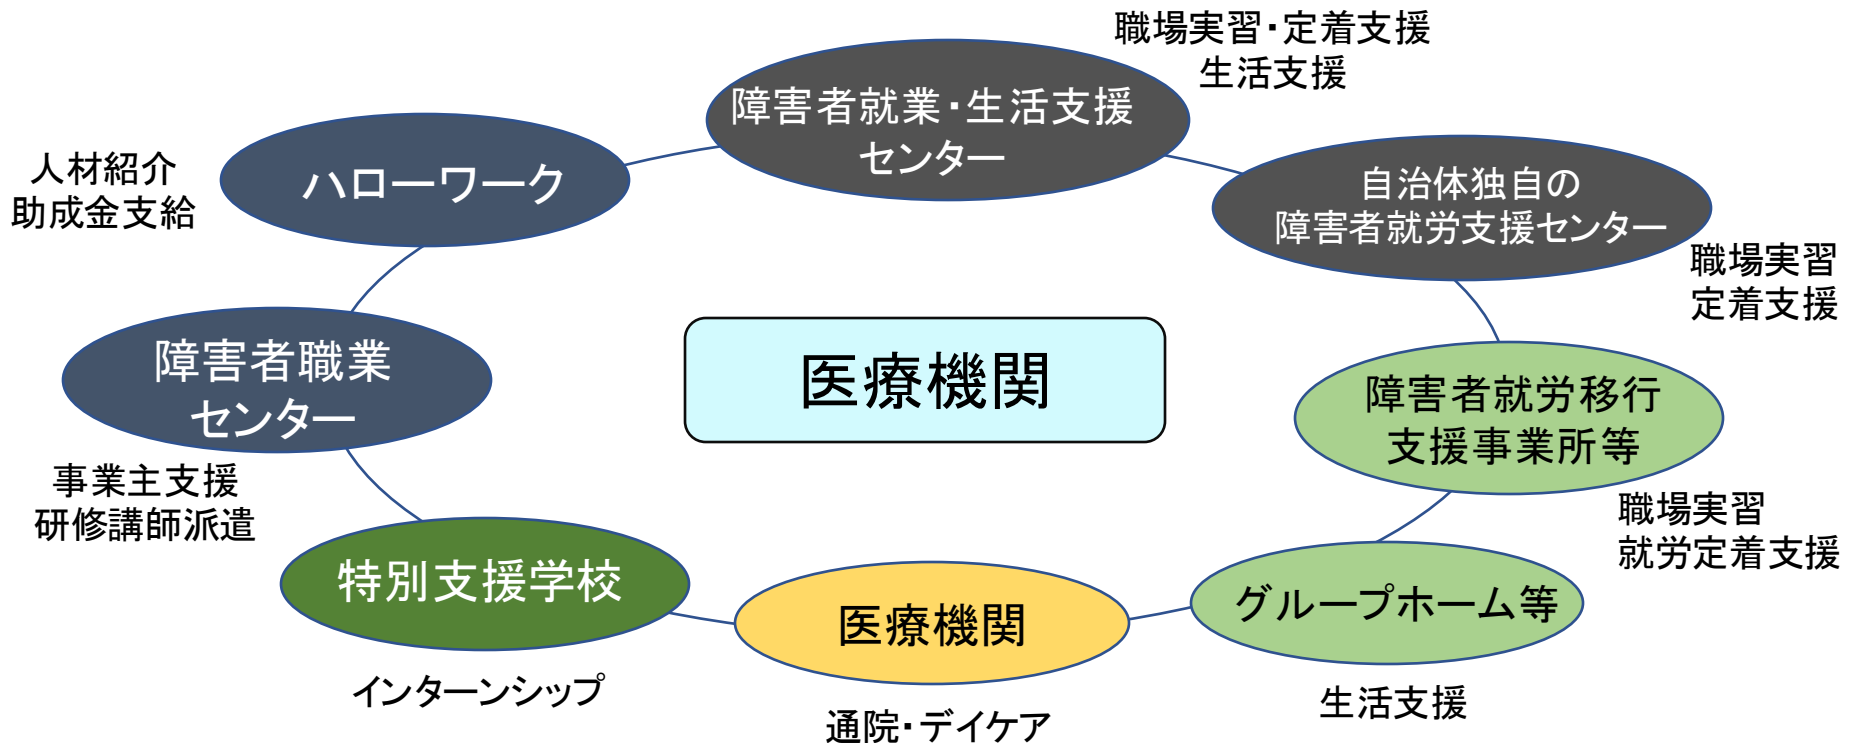 職場実習・定着支援
生活支援
障害者就業・生活支援
センター
ハローワーク
人材紹介
助成金支給
自治体独自の
障害者就労支援センター
職場実習
定着支援
障害者職業
センター
事業主支援
研修講師派遣
医療機関
障害者就労移行
支援事業所等
職場実習
就労定着支援
特別支援学校
インターンシップ
医療機関
通院・デイケア
グループホーム等
生活支援